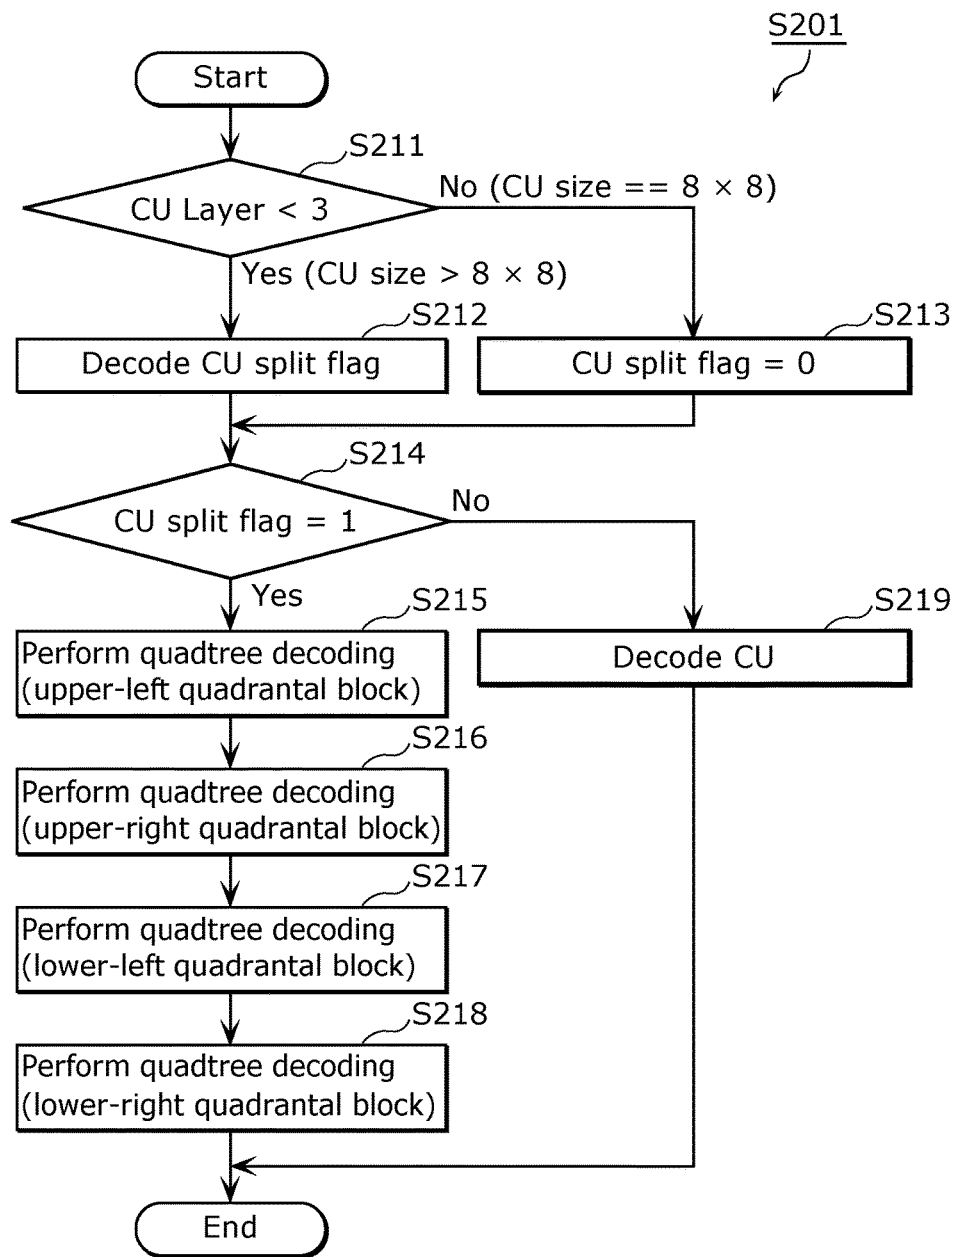 S201
Start
S211
CU Layer < 3
No (CU size == 8 × 8)
Yes (CU size > 8 × 8)
S212
Decode CU split flag
S213
CU split flag = 0
S214
CU split flag = 1
No
Yes
S215
Perform quadtree decoding
(upper-left quadrantal block)
S219
Decode CU
S216
Perform quadtree decoding
(upper-right quadrantal block)
S217
Perform quadtree decoding
(lower-left quadrantal block)
S218
Perform quadtree decoding
(lower-right quadrantal block)
End